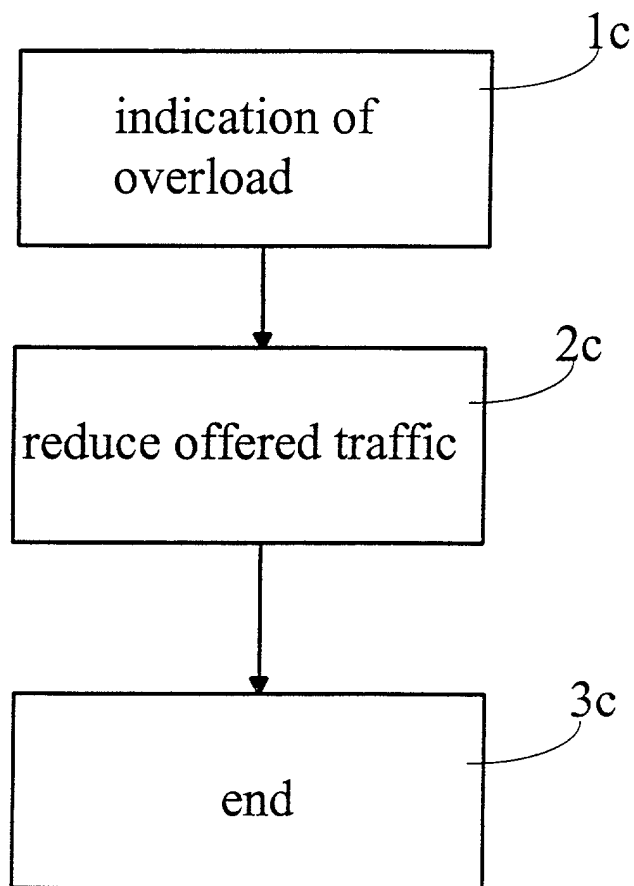 1c
indication of
overload
2c
reduce offered traffic
3c
end